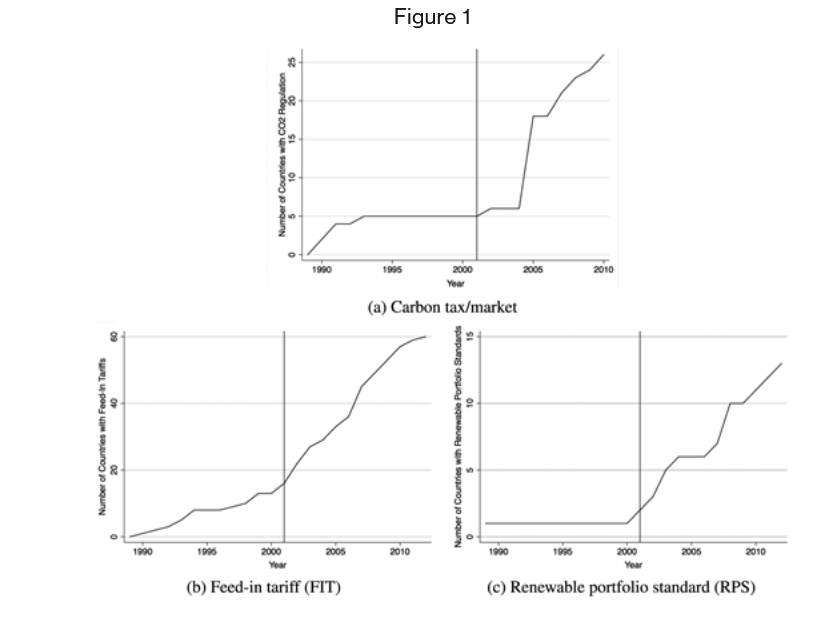 Figure 1
Number of Countries with CO2 Regulation
25
20
15
10
5
0
1990 1995 2000 2005 2010
Year
(a) Carbon tax/market
Number of Countries with Feed-In Tariffs
60
40
20
0
1990 1995 2000 2005 2010
Year
(b) Feed-in tariff (FIT)
Number of Countries with Renewable Portfolio Standards
15
10
5
0
1990 1995 2000 2005 2010
Year
(c) Renewable portfolio standard (RPS)